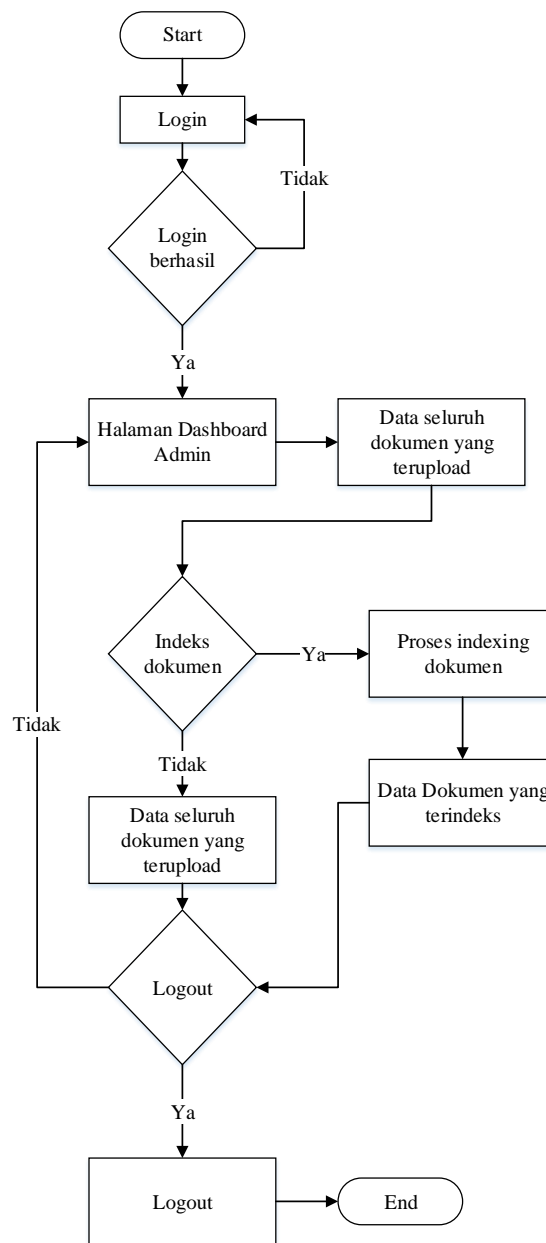 Start
Login
Tidak
Login
berhasil
Ya
Halaman Dashboard
Admin
Data seluruh
dokumen yang
terupload
Indeks
dokumen
Ya
Proses indexing
dokumen
Tidak
Tidak
Data Dokumen yang
terindeks
Data seluruh
dokumen yang
terupload
Logout
Ya
Logout
End